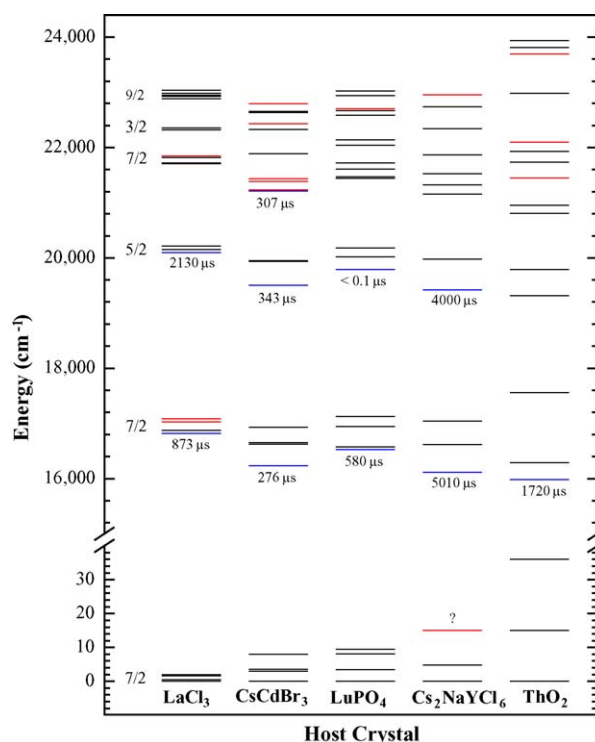 24,000
9/2
3/2
22,000
7/2
307 µs
5/2
20,000
2130 µs
< 0.1 µs
343 µs
4000 µs
18,000
7/2
873 µs
580 µs
276 µs
5010 µs
1720 µs
16,000
30
20
?
10
7/2
0
LaCl3 CsCdBr3 LuPO4 Cs2NaYCl6 ThO2
Host Crystal
Energy (cm-1)